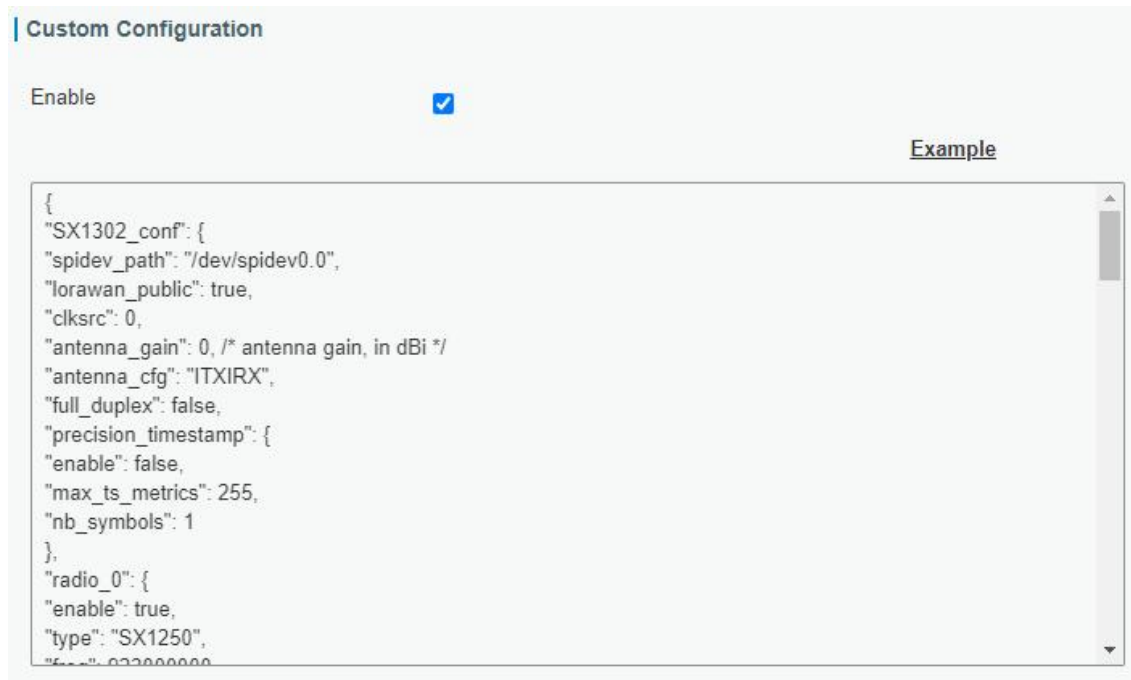 Custom Configuration
Enable
Example
{
"SX1302_conf": {
"spidev_path": "/dev/spidev0.0",
"lorawan_public": true,
"clksrc": 0,
"antenna_gain": 0, /* antenna gain, in dBi */
"antenna_cfg": "ITXIRX",
"full_duplex": false,
"precision_timestamp": {
"enable": false,
"max_ts_metrics": 255,
"nb_symbols": 1
},
"radio_0": {
"enable": true,
"type": "SX1250",